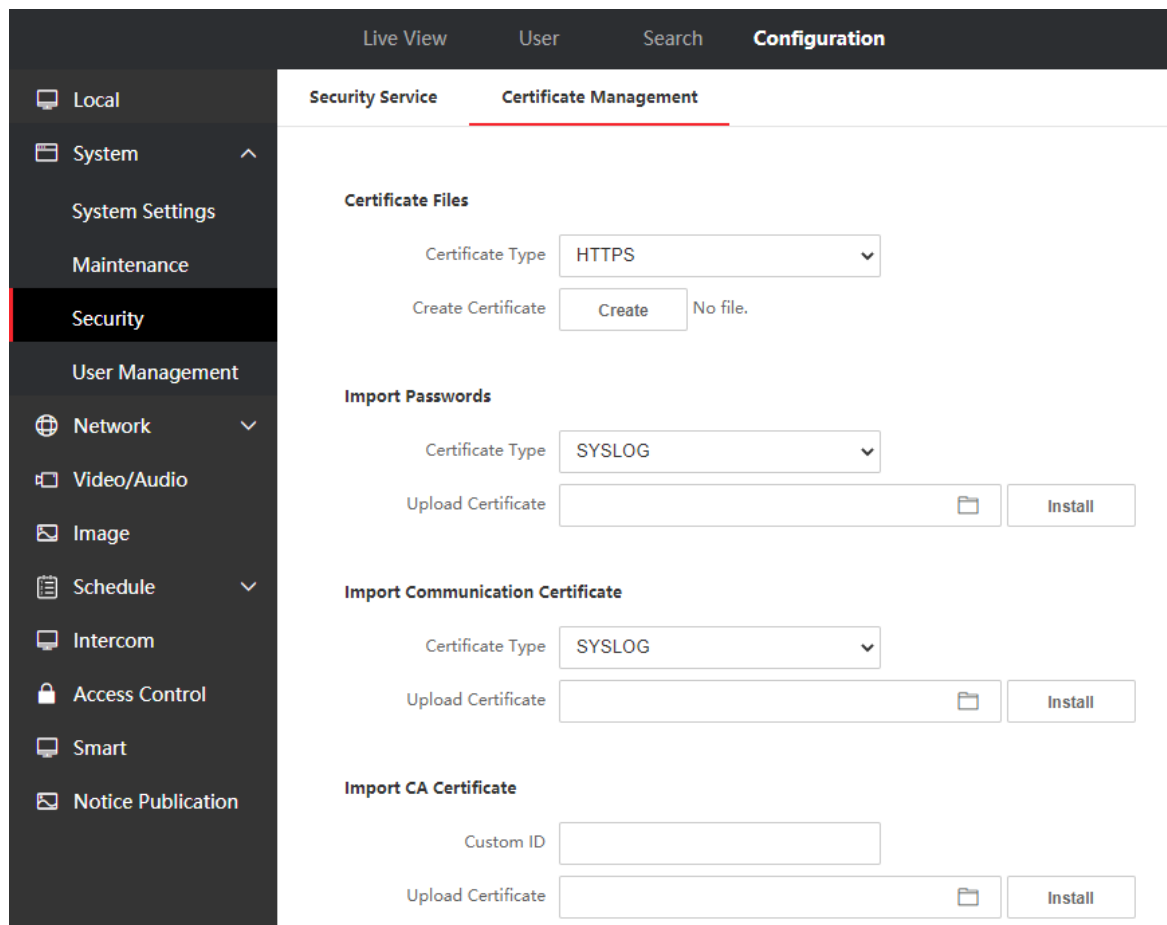 Live View User Search Configuration
Local
System
System Settings
Maintenance
Security
User Management
Network
Video/Audio
Image
Schedule
Intercom
Access Control
Smart
Notice Publication
Security Service Certificate Management
Certificate Files
Certificate Type HTTPS
Create Certificate Create No file.
Import Passwords
Certificate Type SYSLOG
Upload Certificate Install
Import Communication Certificate
Certificate Type SYSLOG
Upload Certificate Install
Import CA Certificate
Custom ID
Upload Certificate Install